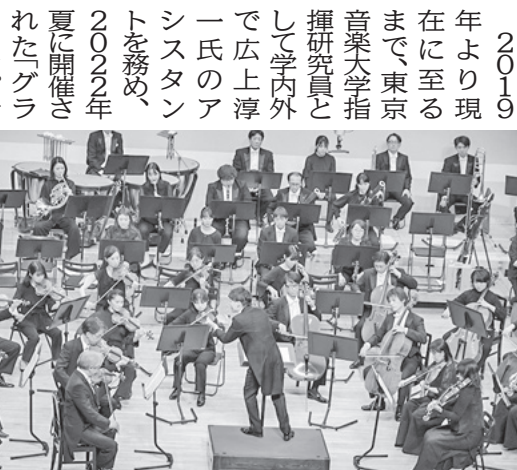 ２０１９
年より現
在に至る
まで、東京
音楽大学指
揮研究員と
して学内外
で広上淳
一氏のア
シスタン
トを務め、
２０２２年
夏に開催さ
れた「グラ